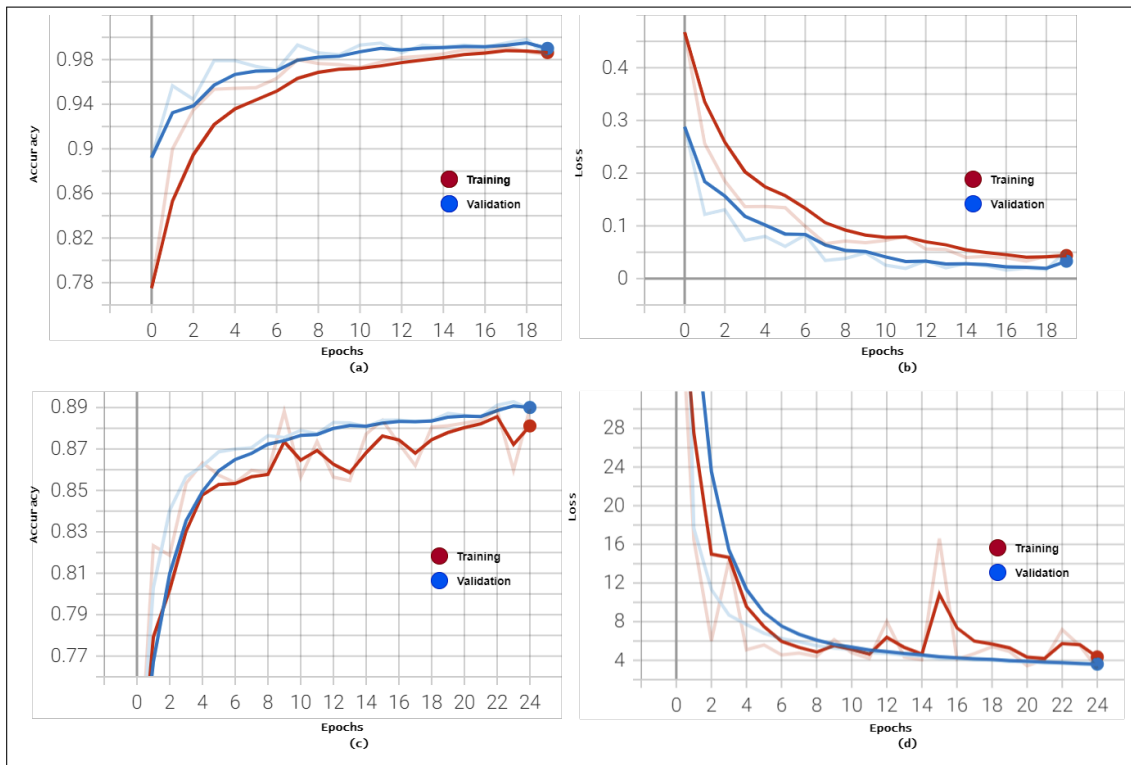 0.98
0.94
0.9
0.86
0.82
0.78
Accuracy
Training
Validation
0 2 4 6 8 10 12 14 16 18
Epochs
(a)
0.4
0.3
0.2
0.1
0
Loss
Training
Validation
0 2 4 6 8 10 12 14 16 18
Epochs
(b)
0.89
0.87
0.85
0.83
0.81
0.79
0.77
Accuracy
Training
Validation
0 2 4 6 8 10 12 14 16 18 20 22 24
Epochs
(c)
28
24
20
16
12
8
4
Loss
Training
Validation
0 2 4 6 8 10 12 14 16 18 20 22 24
Epochs
(d)